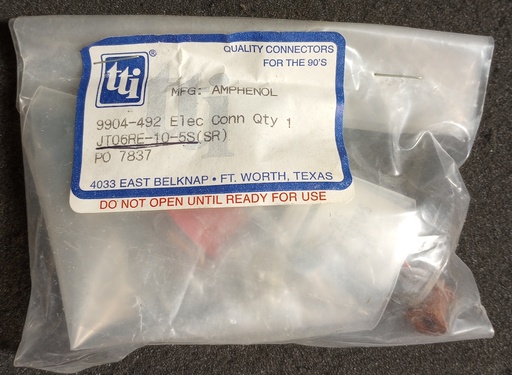 tti®
QUALITY CONNECTORS
FOR THE 90'S
MFG: AMPHENOL
9904-492 Elec Conn Qty 1
JT06RE-10-5S(SR)
PO 7837
4033 EAST BELKNAP • FT. WORTH, TEXAS
DO NOT OPEN UNTIL READY FOR USE